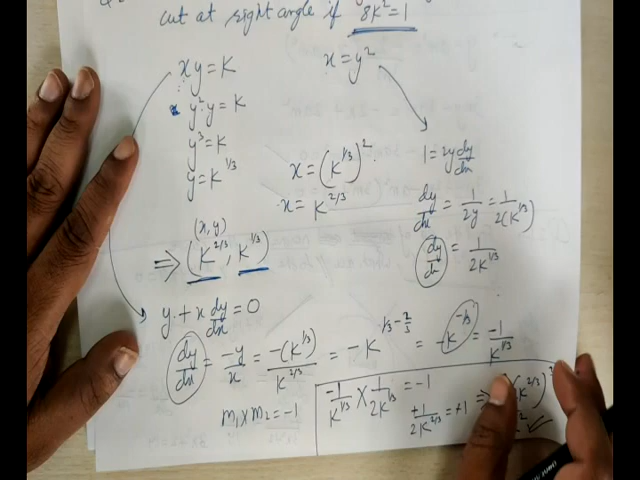 cut at right angle if 8K² = 1
xy = K
x = y²
y²·y = K
y³ = K
y = K^1/3
x = (K^1/3)²
x = K^2/3
1 = 2y dy/dx
dy/dx = 1/2y = 1/2(K^1/3)
dy/dx = 1/2K^1/3
(x, y)
⇒ (K^2/3, K^1/3)
y + x dy/dx = 0
dy/dx = -y/x = -(K^1/3)/K^2/3 = -K^1/3-2/3 = -K^-1/3 = -1/K^1/3
m₁ × m₂ = -1
-1/K^1/3 × 1/2K^1/3 = -1
+1/2K^2/3 = +1 ⇒